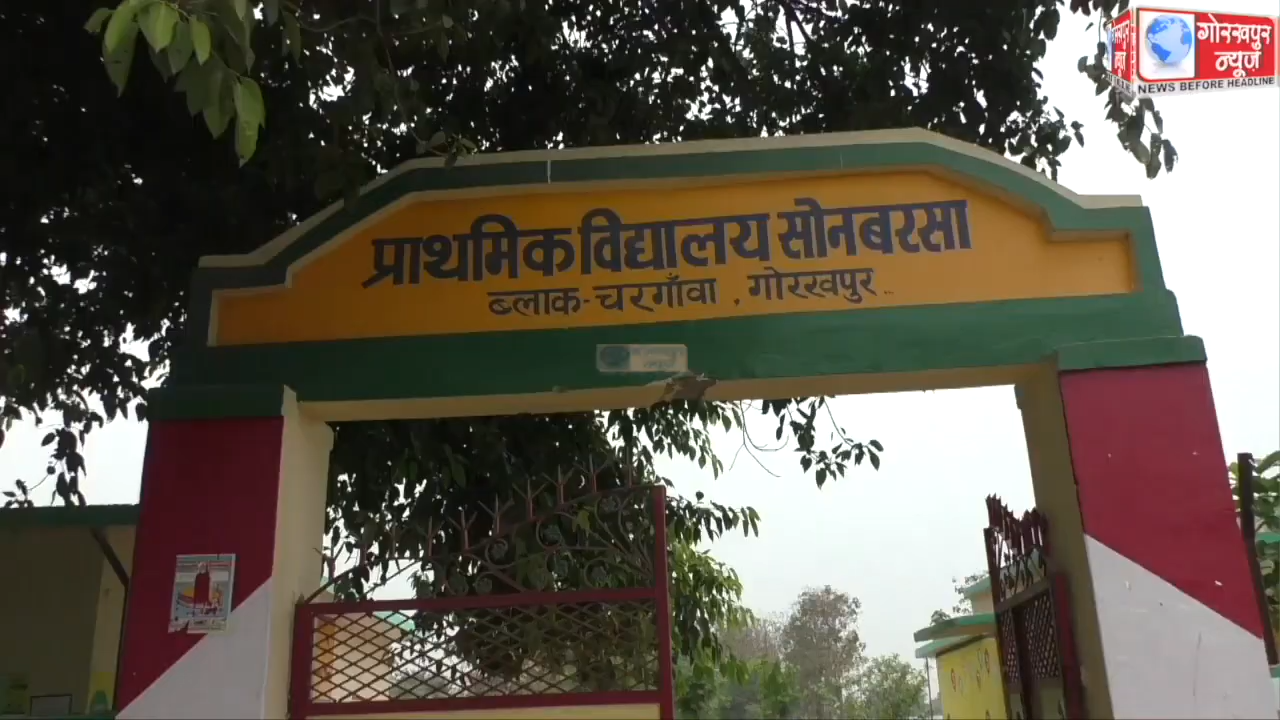 गोरखपुर
न्यूज़
NEWS BEFORE HEADLINE
प्राथमिक विद्यालय सोनबरसा
ब्लाक-चरगाँवा , गोरखपुर